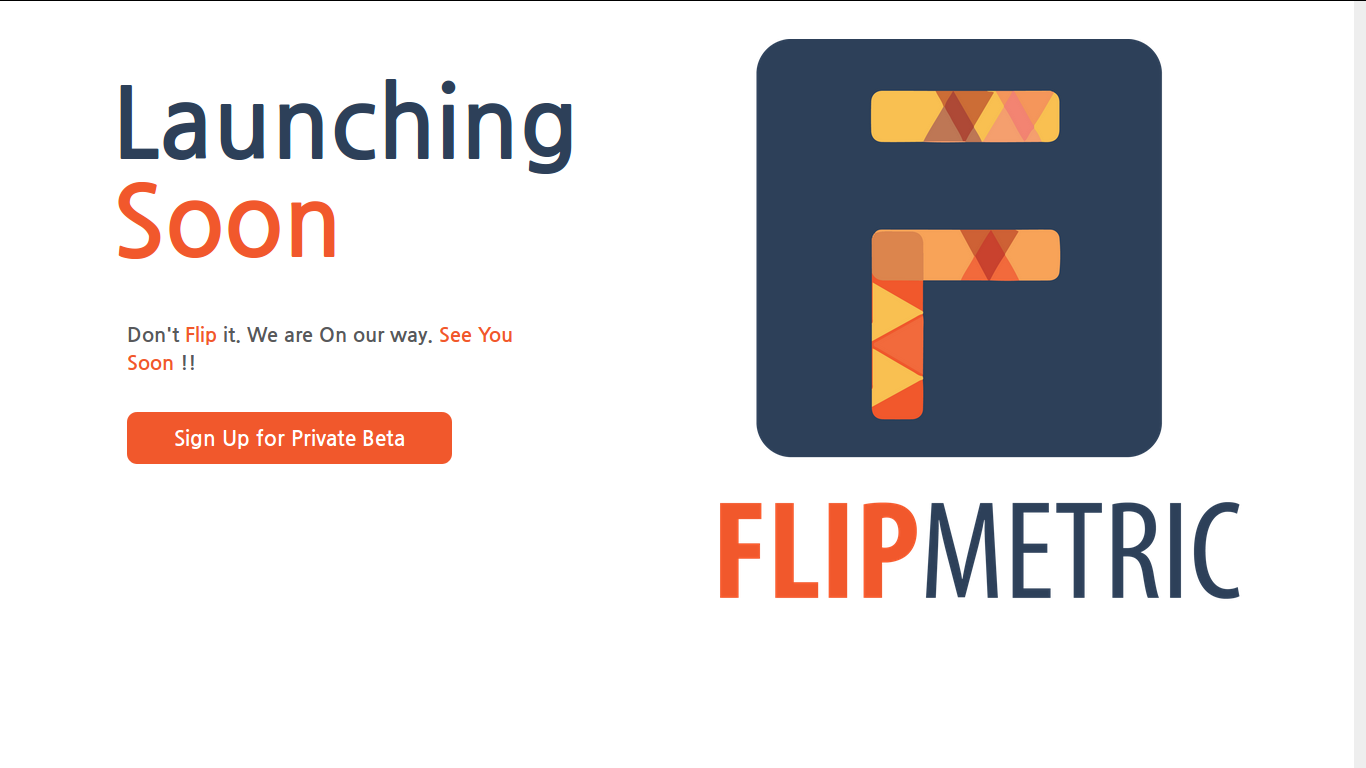 Launching
Soon
Don't Flip it. We are On our way. See You
Soon !!
Sign Up for Private Beta
FLIPMETRIC